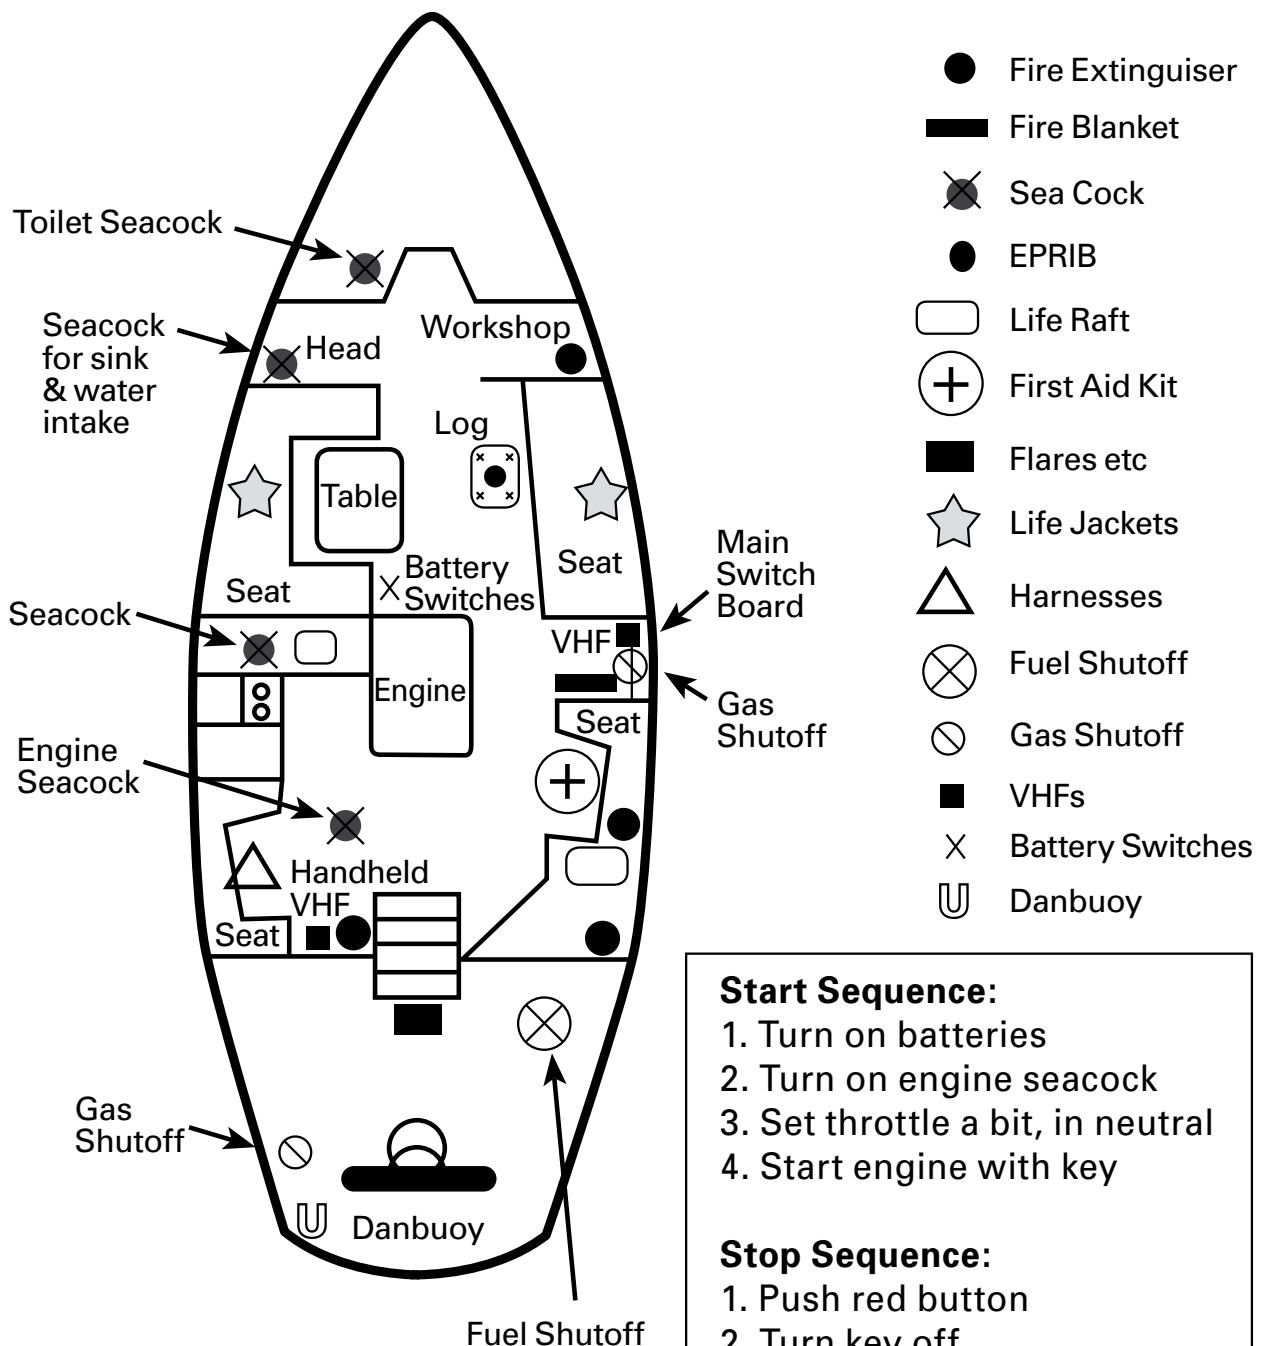 Toilet Seacock
Seacock
for sink
& water
intake
Head
Workshop
Log
Table
Seat
Battery
Switches
Seat
Main
Switch
Board
Seacock
VHF
Engine
Gas
Shutoff
Seat
Engine
Seacock
Handheld
VHF
Seat
Gas
Shutoff
U
Danbuoy
Fuel Shutoff
Fire Extinguiser
Fire Blanket
Sea Cock
EPRIB
Life Raft
First Aid Kit
Flares etc
Life Jackets
Harnesses
Fuel Shutoff
Gas Shutoff
VHFs
Battery Switches
U Danbuoy
Start Sequence:
1. Turn on batteries
2. Turn on engine seacock
3. Set throttle a bit, in neutral
4. Start engine with key
Stop Sequence:
1. Push red button
2. Turn key off